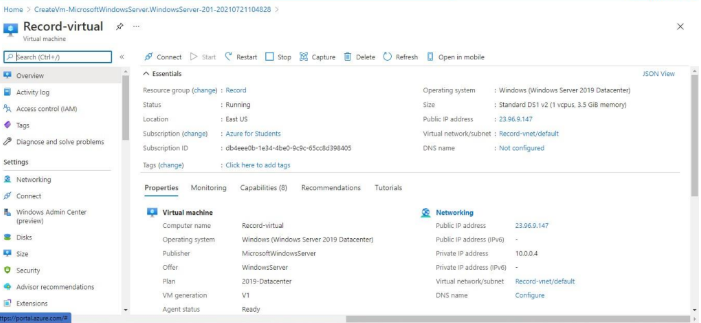 Home > CreateVm-MicrosoftWindowsServer.WindowsServer-201-20210721104828 >
Record-virtual
Virtual machine
Search (Ctrl+/)
Connect Start Restart Stop Capture Delete Refresh Open in mobile
Overview
Activity log
Access control (IAM)
Tags
Diagnose and solve problems
Settings
Networking
Connect
Windows Admin Center
(preview)
Disks
Size
Security
Advisor recommendations
Extensions
https://portal.azure.com/#
Essentials JSON View
Resource group (change) : Record
Status : Running
Location : East US
Subscription (change) : Azure for Students
Subscription ID : db4eee0b-1e34-4be0-9c9c-65cc8d398405
Tags (change) : Click here to add tags
Operating system : Windows (Windows Server 2019 Datacenter)
Size : Standard DS1 v2 (1 vcpus, 3.5 GiB memory)
Public IP address : 23.96.9.147
Virtual network/subnet : Record-vnet/default
DNS name : Not configured
Properties Monitoring Capabilities (8) Recommendations Tutorials
Virtual machine
Computer name Record-virtual
Operating system Windows (Windows Server 2019 Datacenter)
Publisher MicrosoftWindowsServer
Offer WindowsServer
Plan 2019-Datacenter
VM generation V1
Agent status Ready
Networking
Public IP address 23.96.9.147
Public IP address (IPv6) -
Private IP address 10.0.0.4
Private IP address (IPv6) -
Virtual network/subnet Record-vnet/default
DNS name Configure